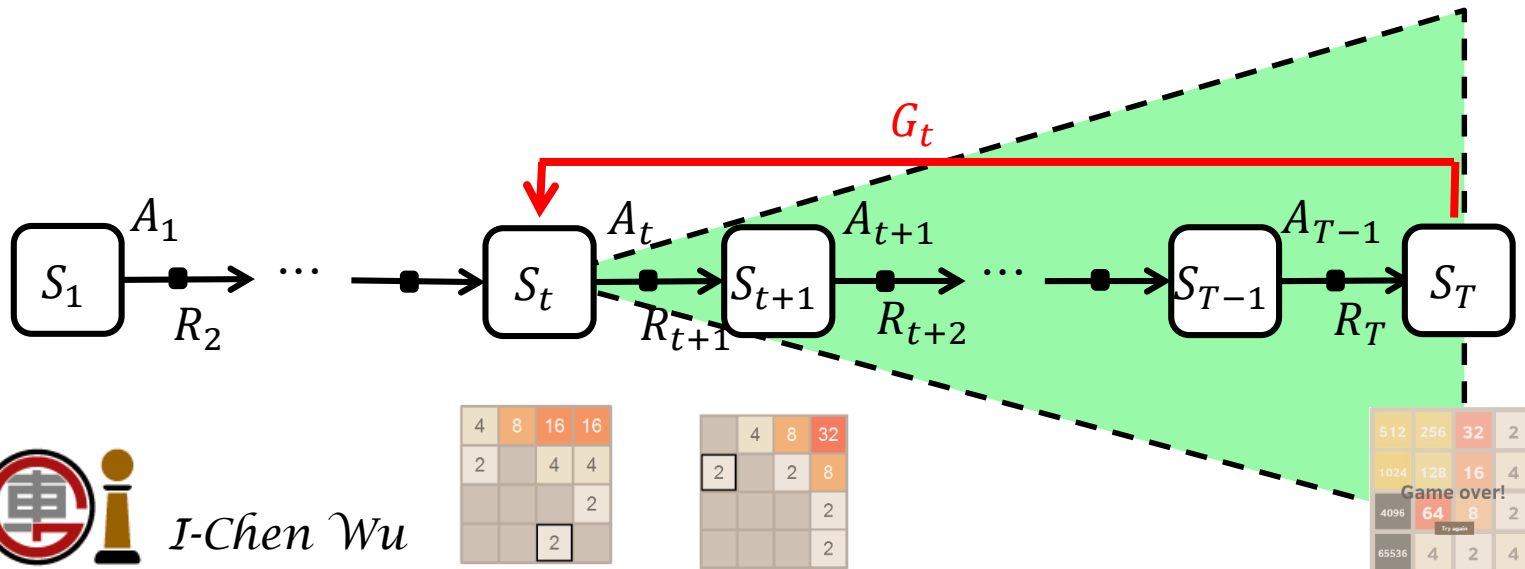 G_t
A_1 A_t A_{t+1} A_{T−1}
S_1 ⋯ S_t S_{t+1} ⋯ S_{T−1} S_T
R_2 R_{t+1} R_{t+2} R_T
4 8 16 16
2 4 4
2
2
4 8 32
2 2 8
2
2
512 256 32 2
1024 128 16 4
Game over!
4096 64 8 2
Try again
65536 4 2 4
車
I-Chen Wu